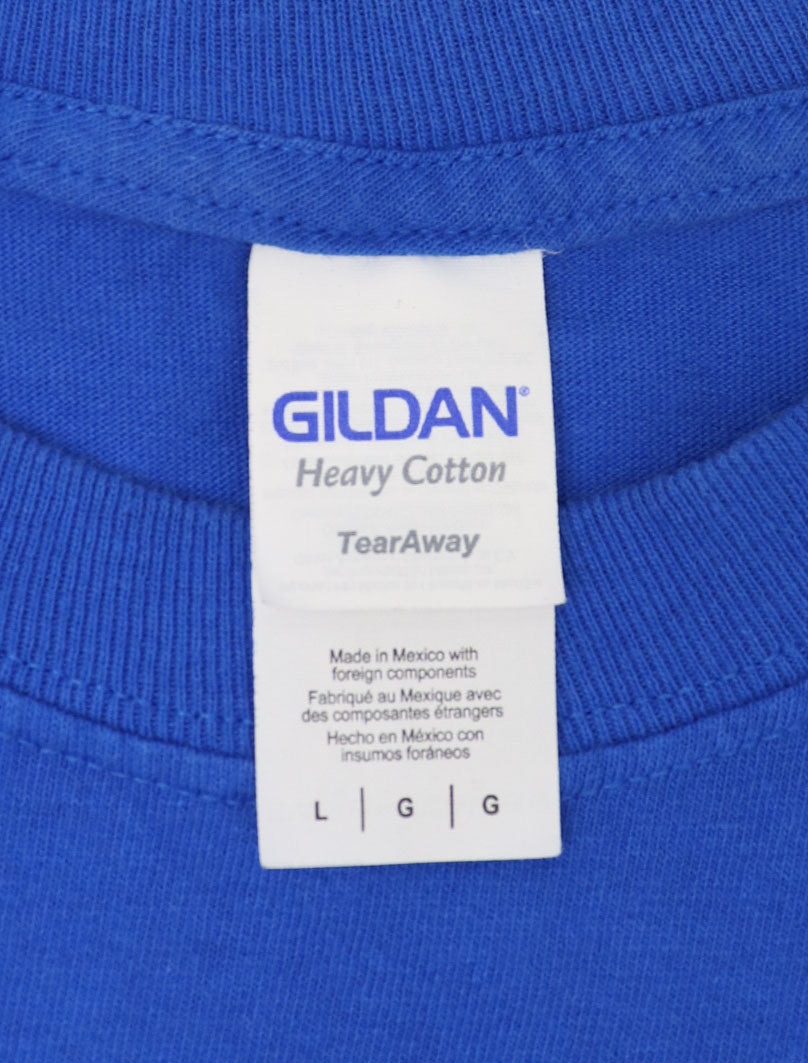 GILDAN®
Heavy Cotton
TearAway
Made in Mexico with
foreign components
Fabriqué au Mexique avec
des composantes étrangers
Hecho en México con
insumos foráneos
L | G | G